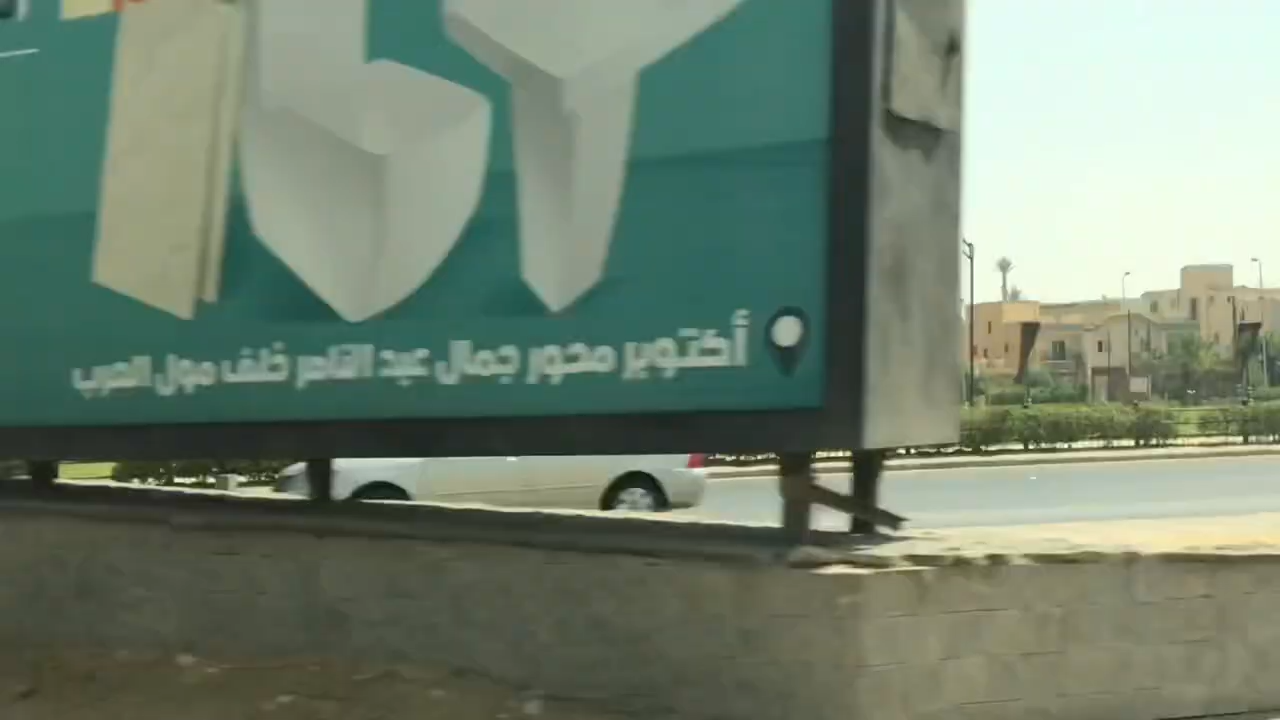 أكتوبر محور جمال عبد الناصر خلف مول العرب